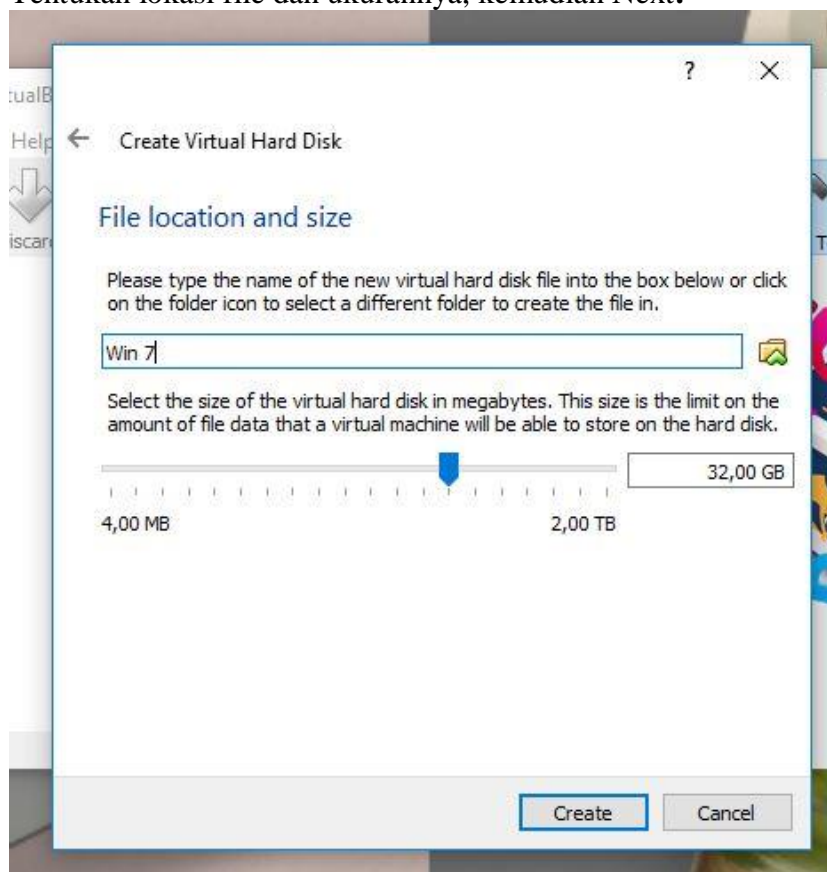 Tentukan lokasi file dan ukurannya, kemudian Next.
?
Help
Create Virtual Hard Disk
File location and size
Please type the name of the new virtual hard disk file into the box below or click
on the folder icon to select a different folder to create the file in.
Win 7
Select the size of the virtual hard disk in megabytes. This size is the limit on the
amount of file data that a virtual machine will be able to store on the hard disk.
32,00 GB
4,00 MB 2,00 TB
Create Cancel